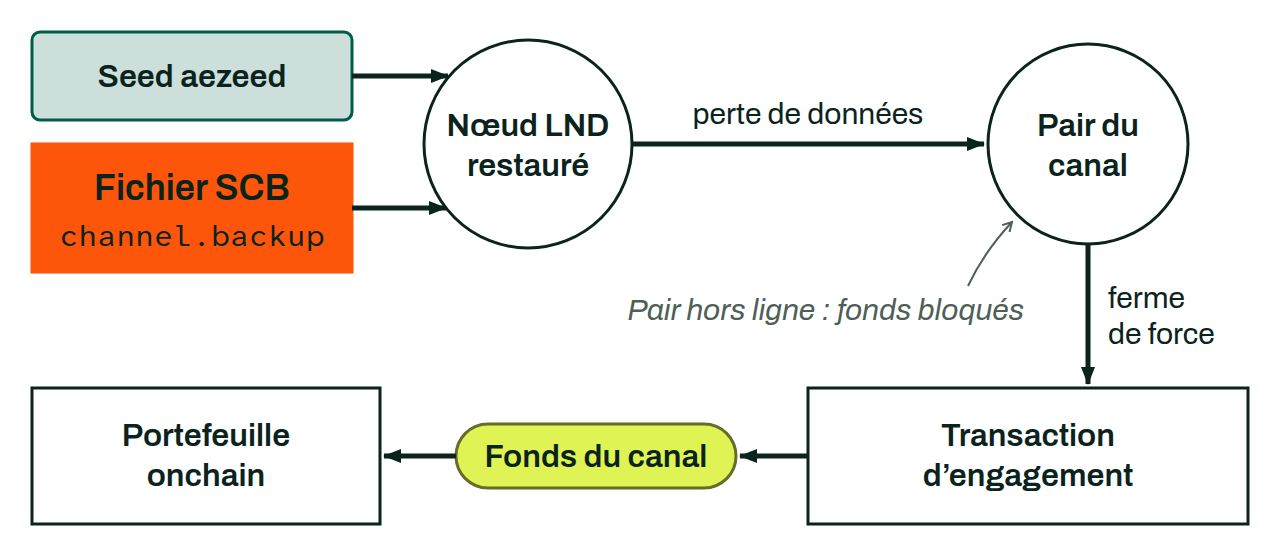 Seed aezeed
Fichier SCB
channel.backup
Nœud LND
restauré
perte de données
Pair du
canal
Pair hors ligne : fonds bloqués
ferme
de force
Portefeuille
onchain
Fonds du canal
Transaction
d’engagement